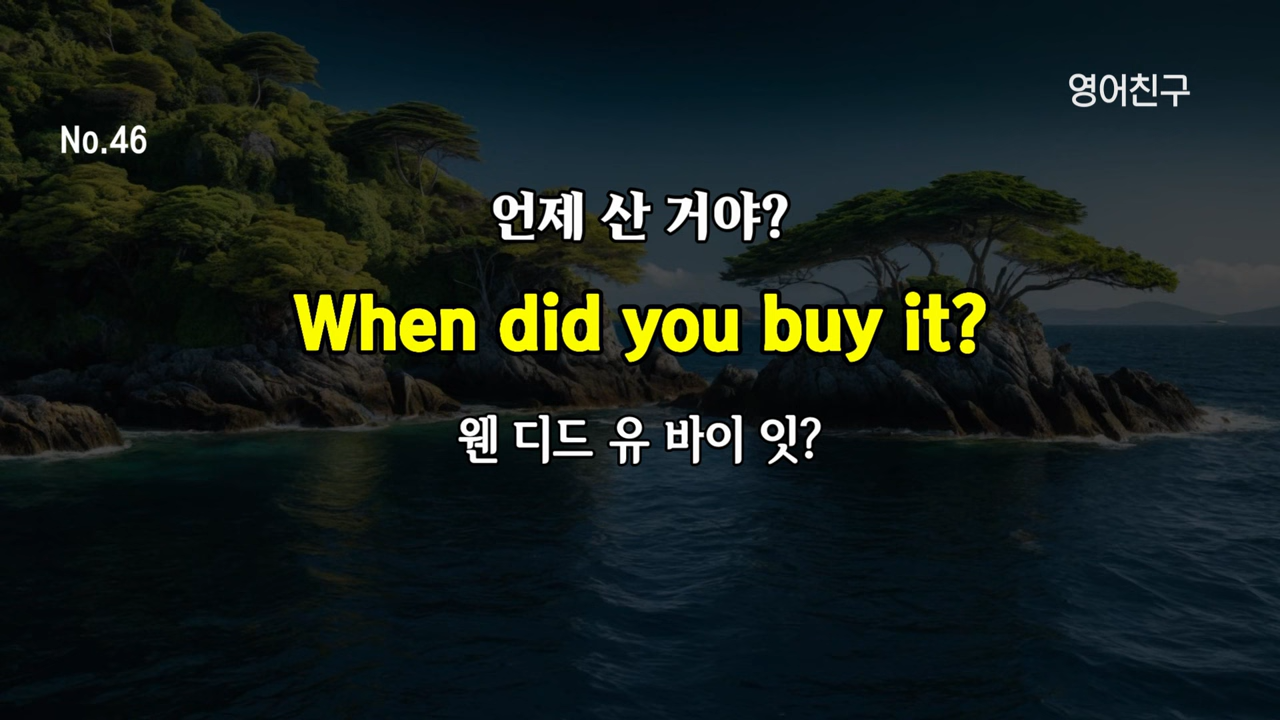 영어친구
No.46
언제 산 거야?
When did you buy it?
웬 디드 유 바이 잇?